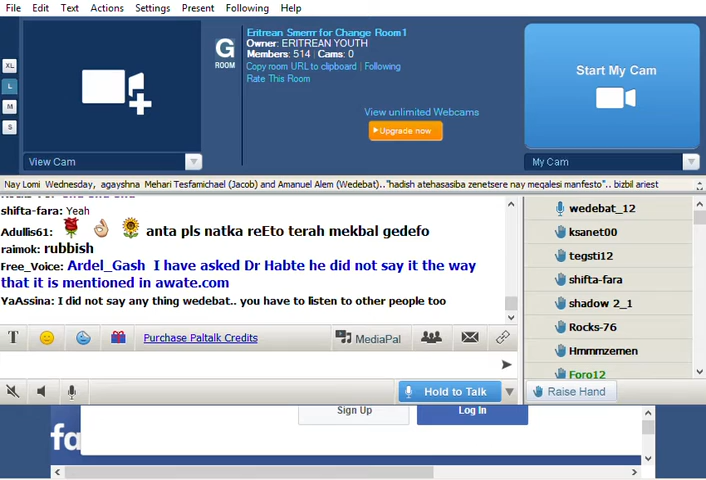 File Edit Text Actions Settings Present Following Help
XL
L
M
S
G
ROOM
Eritrean Smerrr for Change Room1
Owner: ERITREAN YOUTH
Members: 514 | Cams: 0
Copy room URL to clipboard | Following
Rate This Room
View unlimited Webcams
Upgrade now
Start My Cam
View Cam
My Cam
Nay Lomi Wednesday, agayshna Mehari Tesfamichael (Jacob) and Amanuel Alem (Wedebat).."hadish atehasasiba zenetsere nay meqalesi manfesto".. bizbil ariest
shifta-fara: Yeah
Adullis61: anta pls natka reEto terah mekbal gedefo
raimok: rubbish
Free_Voice: Ardel_Gash I have asked Dr Habte he did not say it the way
that it is mentioned in awate.com
YaAssina: I did not say any thing wedebat.. you have to listen to other people too
wedebat_12
ksanet00
tegsti12
shifta-fara
shadow 2_1
Rocks-76
Hmmmzemen
Foro12
T
Purchase Paltalk Credits
MediaPal
Hold to Talk
Raise Hand
Sign Up
Log In
fa